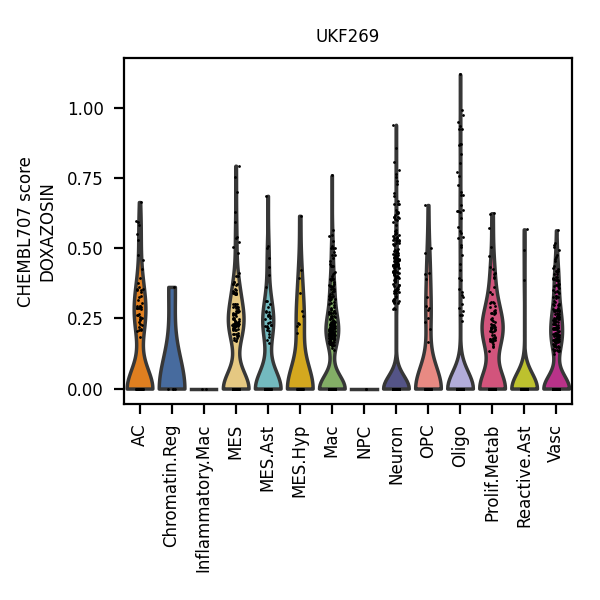 UKF269
CHEMBL707 score
DOXAZOSIN
1.00
0.75
0.50
0.25
0.00
AC
Chromatin.Reg
Inflammatory.Mac
MES
MES.Ast
MES.Hyp
Mac
NPC
Neuron
OPC
Oligo
Prolif.Metab
Reactive.Ast
Vasc